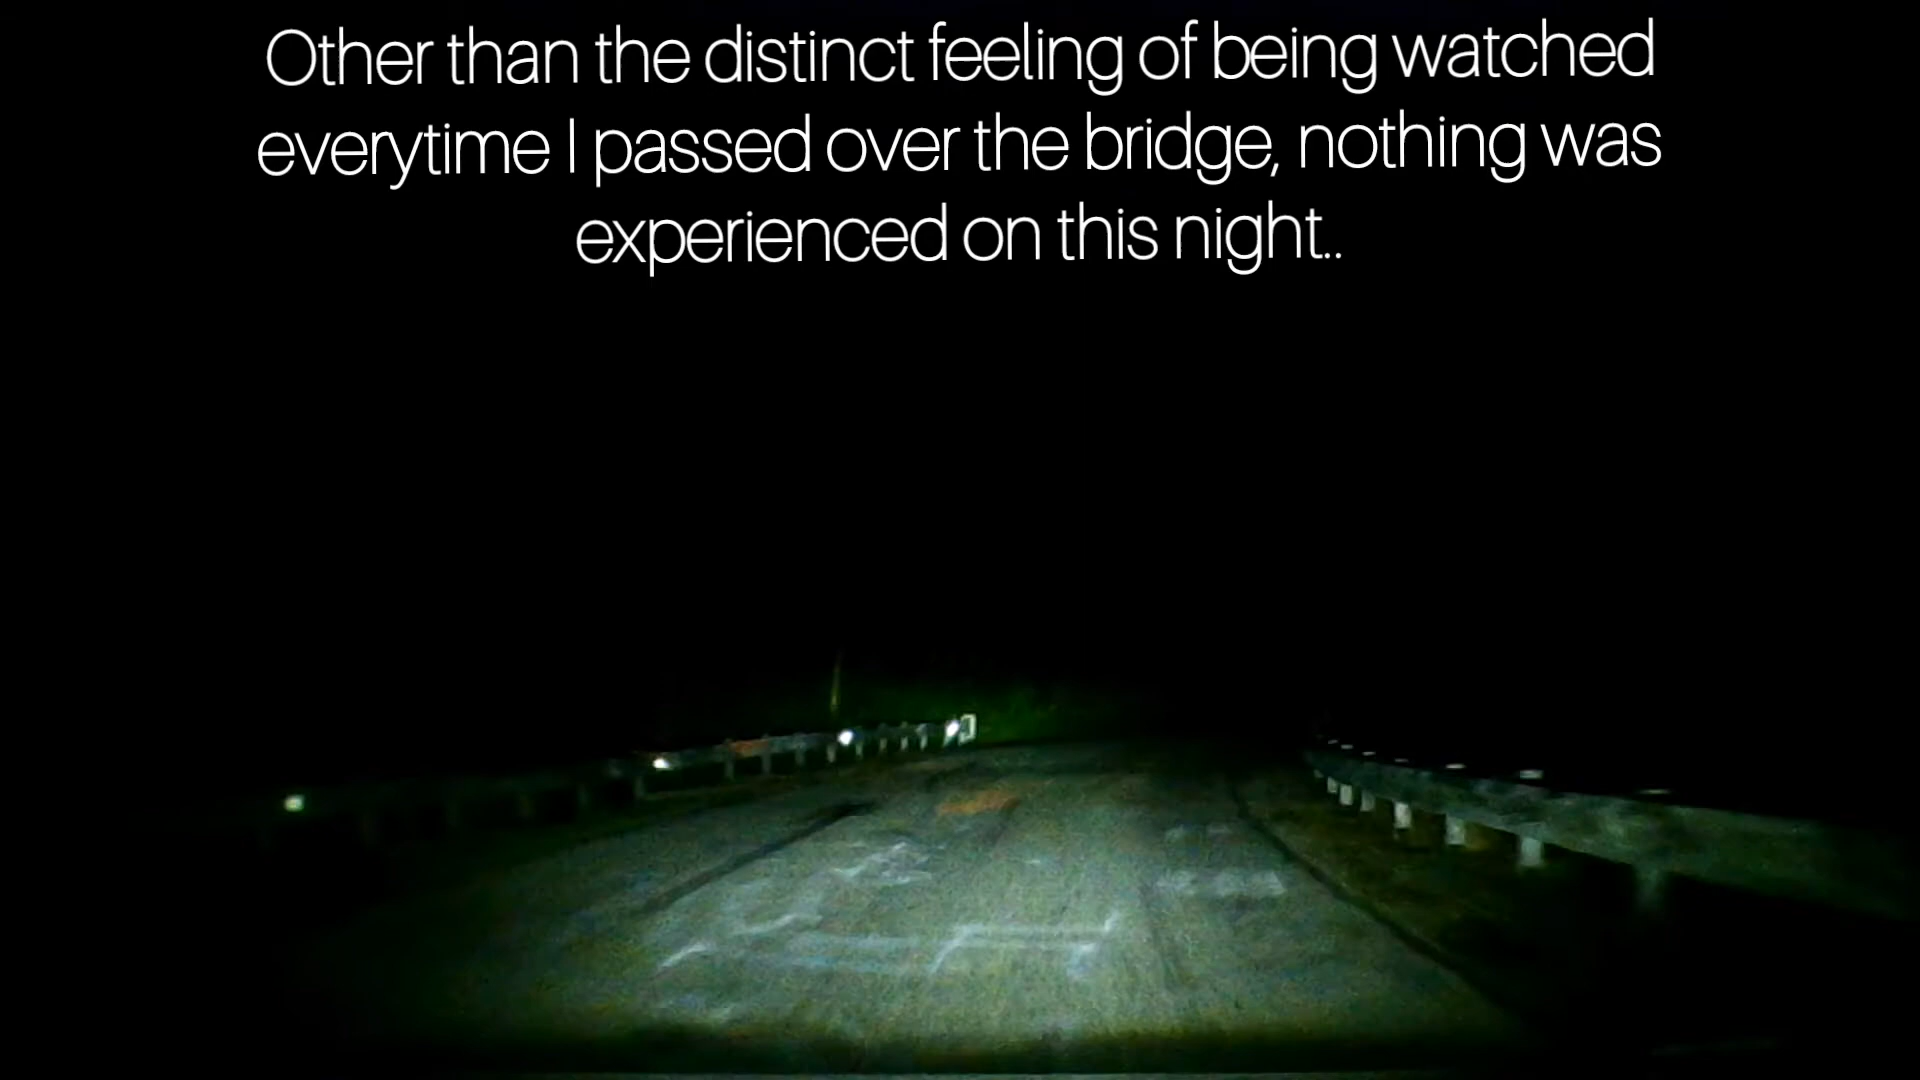 Other than the distinct feeling of being watched
everytime I passed over the bridge, nothing was
experienced on this night..